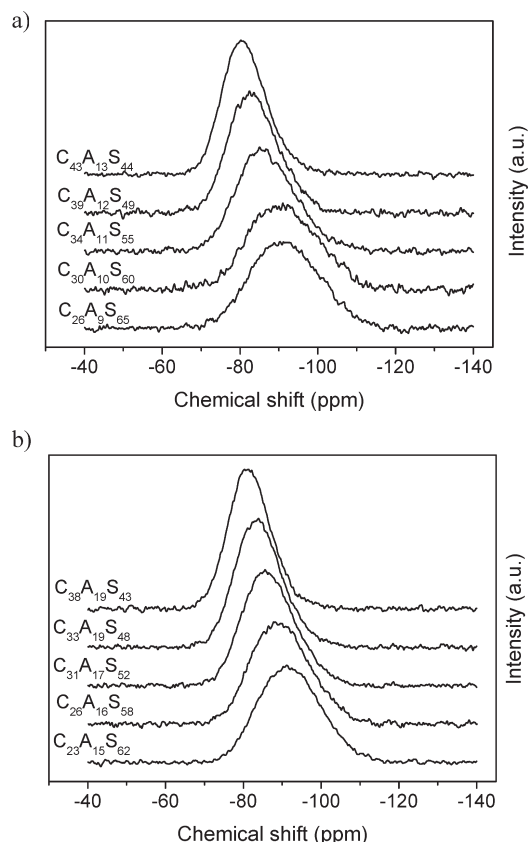 a)
C43A13S44
C39A12S49
C34A11S55
C30A10S60
C26A9S65
Intensity (a.u.)
-40 -60 -80 -100 -120 -140
Chemical shift (ppm)
b)
C38A19S43
C33A19S48
C31A17S52
C26A16S58
C23A15S62
Intensity (a.u.)
-40 -60 -80 -100 -120 -140
Chemical shift (ppm)